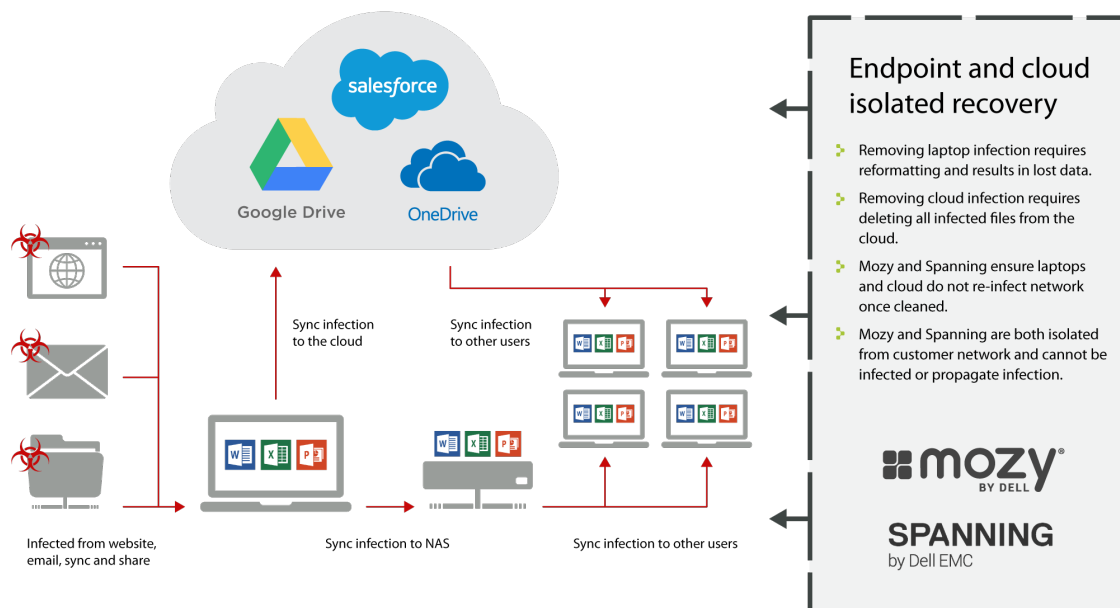 salesforce
Google Drive
OneDrive
Sync infection
to the cloud
Sync infection
to other users
W X P
W X P
W X P
W X P
W X P
W X P
Infected from website,
email, sync and share
Sync infection to NAS
Sync infection to other users
Endpoint and cloud
isolated recovery
Removing laptop infection requires
reformatting and results in lost data.
Removing cloud infection requires
deleting all infected files from the
cloud.
Mozy and Spanning ensure laptops
and cloud do not re-infect network
once cleaned.
Mozy and Spanning are both isolated
from customer network and cannot be
infected or propagate infection.
mozy®
BY DELL
SPANNING
by Dell EMC